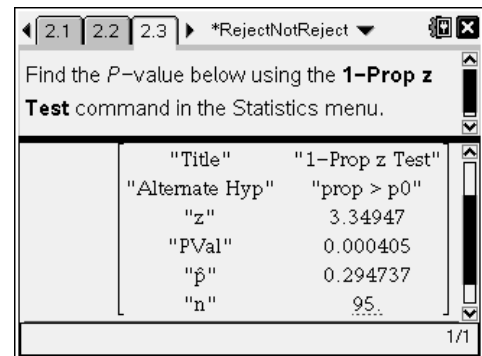 2.1 2.2 2.3 *RejectNotReject
Find the P-value below using the 1-Prop z
Test command in the Statistics menu.
"Title" "1-Prop z Test"
"Alternate Hyp" "prop > p0"
"z" 3.34947
"PVal" 0.000405
"p̂" 0.294737
"n" 95.
1/1